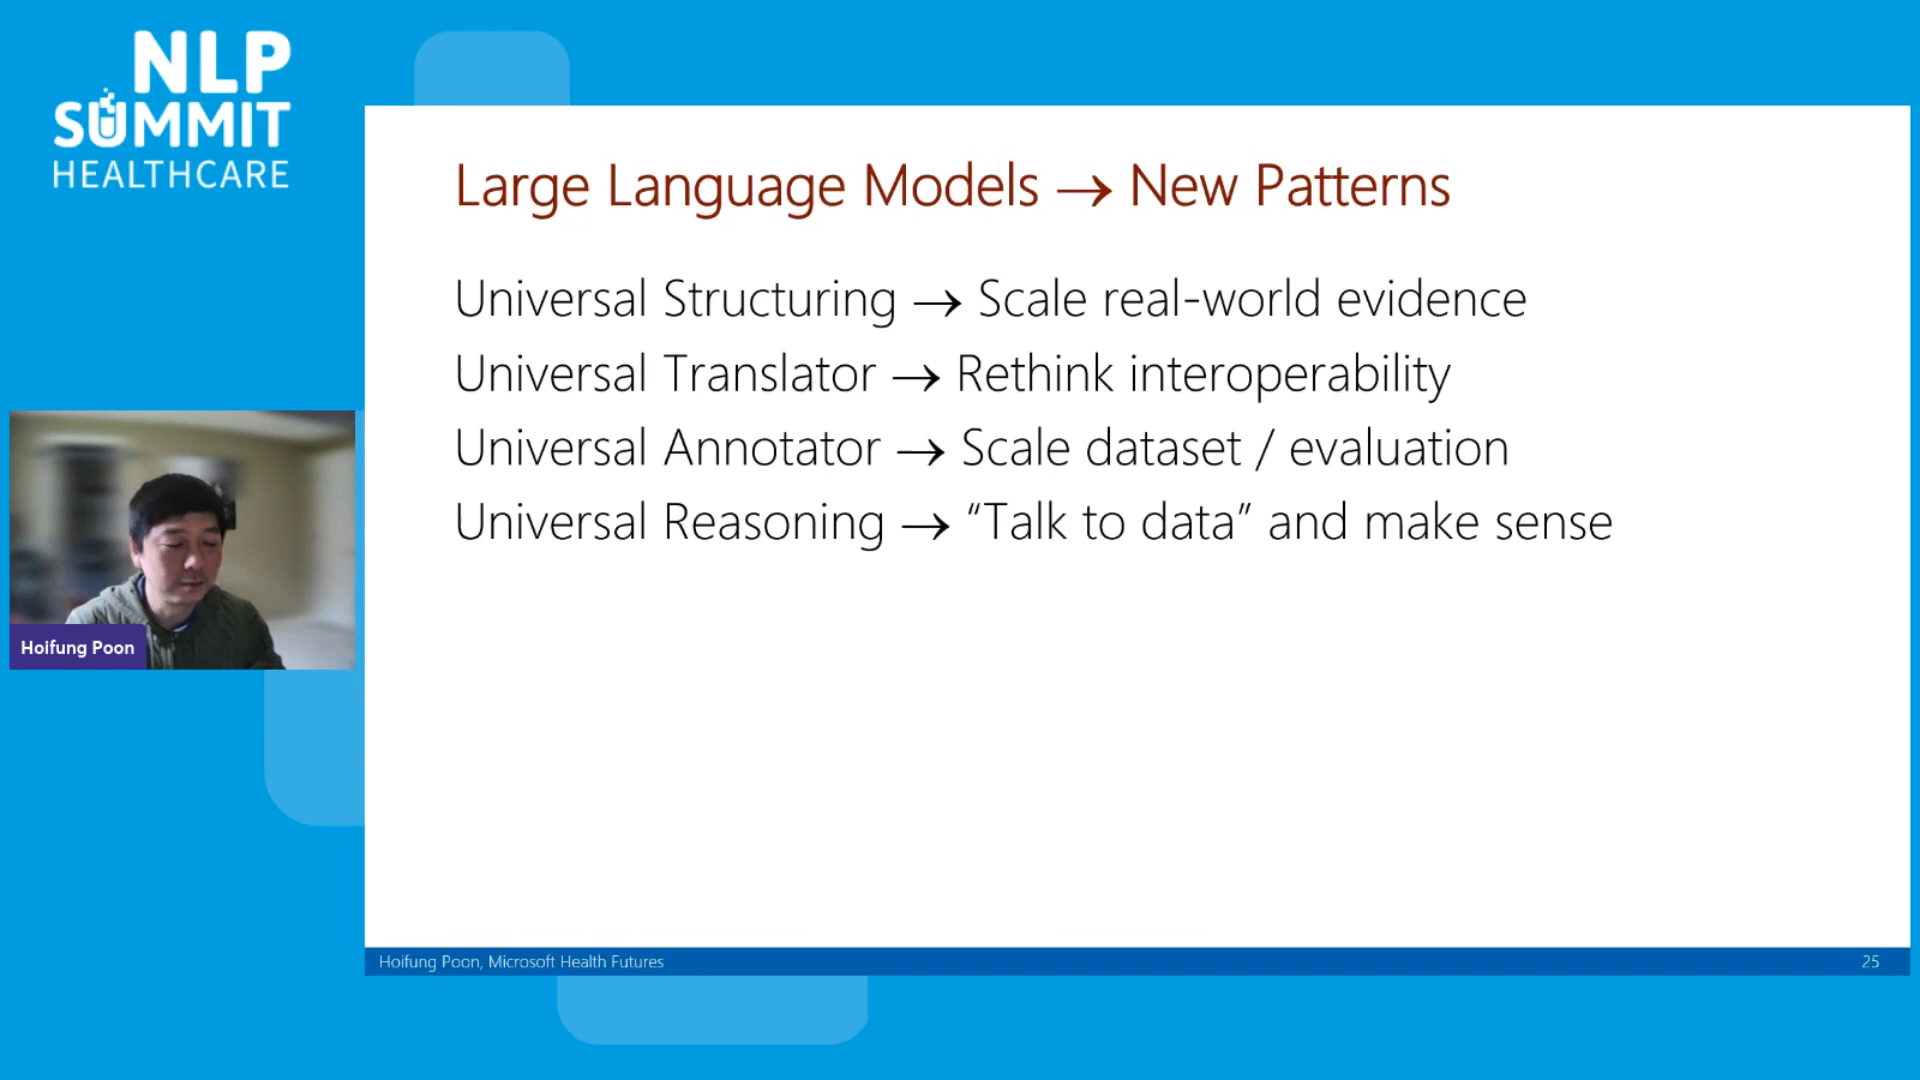 NLP
SUMMIT
HEALTHCARE
Large Language Models → New Patterns
Universal Structuring → Scale real-world evidence
Universal Translator → Rethink interoperability
Universal Annotator → Scale dataset / evaluation
Universal Reasoning → “Talk to data” and make sense
Hoifung Poon
Hoifung Poon, Microsoft Health Futures
25